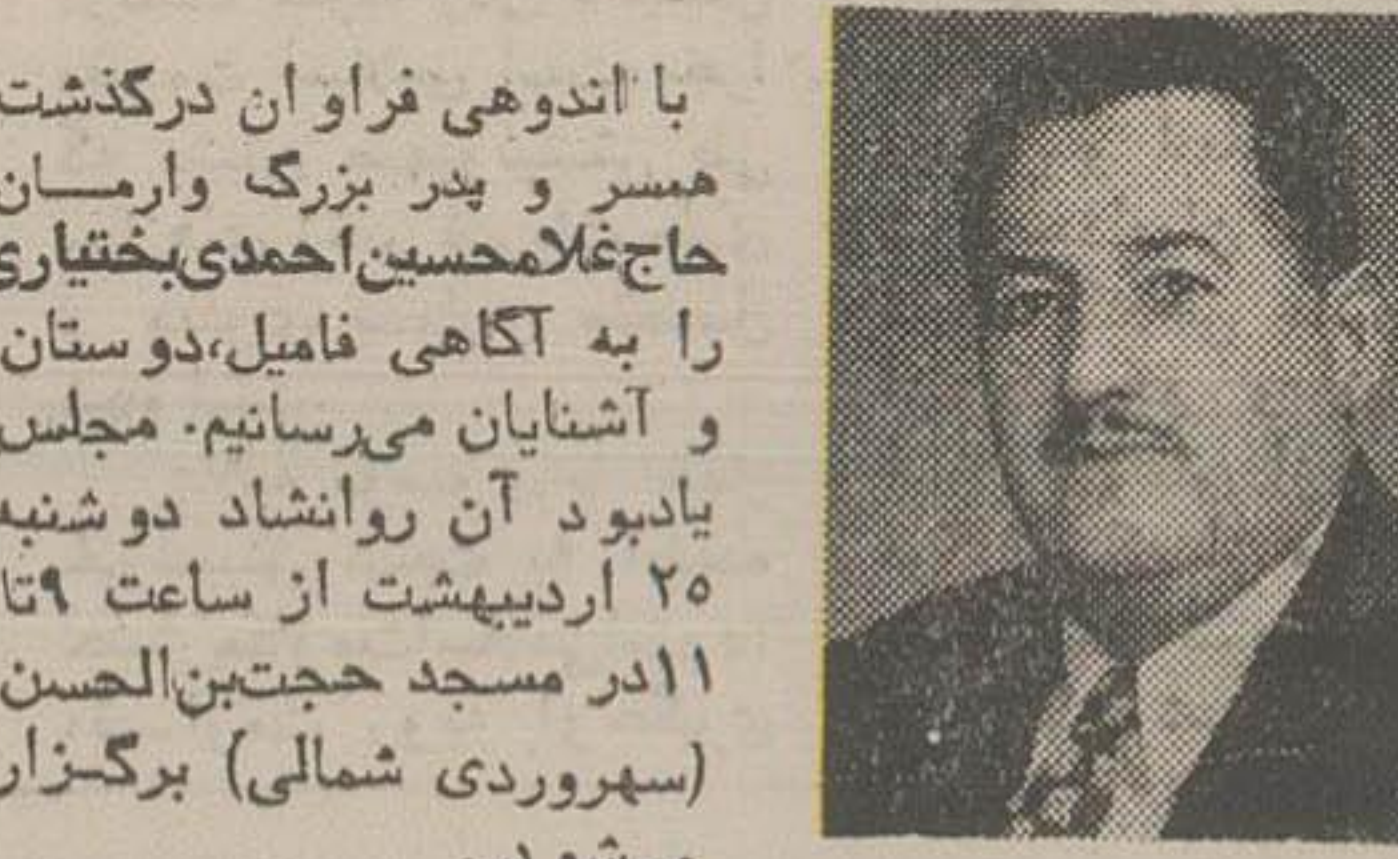 با اندوهی فراوان درگذشت
همسر و پدر بزرگ وارمان
حاج غلامحسین احمدی بختیاری
را به آگاهی فامیل، دوستان
و آشنایان می‌رسانیم. مجلس
یادبود آن روانشاد دوشنبه
۲۵ اردیبهشت از ساعت ۹ تا
۱۱ در مسجد حجت‌بن‌الحسن
(سهروردی شمالی) برگزار